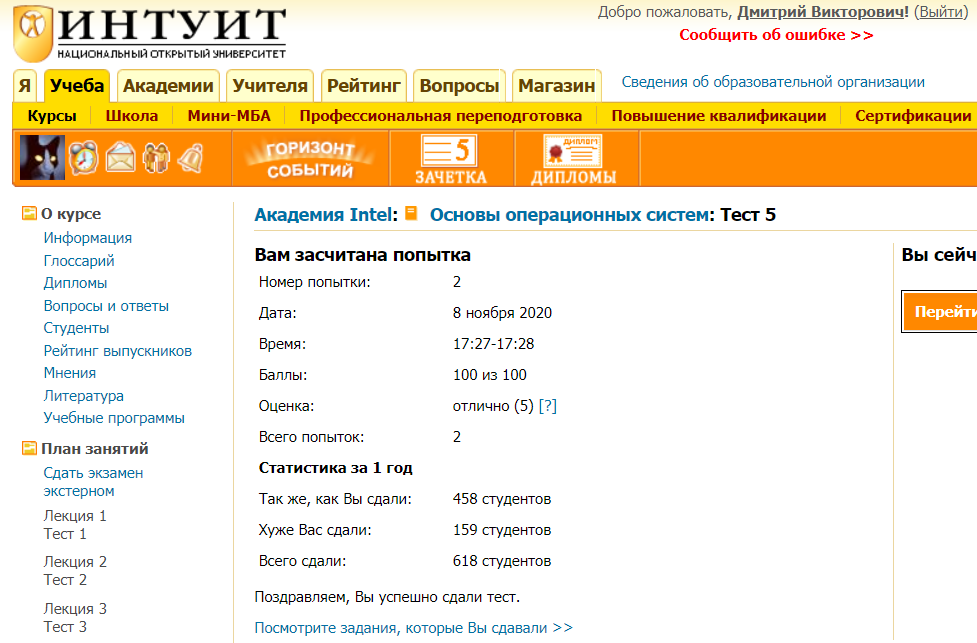 ИНТУИТ
НАЦИОНАЛЬНЫЙ ОТКРЫТЫЙ УНИВЕРСИТЕТ
Добро пожаловать, Дмитрий Викторович! (Выйти)
Сообщить об ошибке >>
Я Учеба Академии Учителя Рейтинг Вопросы Магазин Сведения об образовательной организации
Курсы Школа Мини-МБА Профессиональная переподготовка Повышение квалификации Сертификации
ГОРИЗОНТ СОБЫТИЙ
5
ЗАЧЕТКА
ДИПЛОМ
ДИПЛОМЫ
О курсе
Информация
Глоссарий
Дипломы
Вопросы и ответы
Студенты
Рейтинг выпускников
Мнения
Литература
Учебные программы
План занятий
Сдать экзамен
экстерном
Лекция 1
Тест 1
Лекция 2
Тест 2
Лекция 3
Тест 3
Академия Intel: Основы операционных систем: Тест 5
Вам засчитана попытка
Номер попытки: 2
Дата: 8 ноября 2020
Время: 17:27-17:28
Баллы: 100 из 100
Оценка: отлично (5) [?]
Всего попыток: 2
Статистика за 1 год
Так же, как Вы сдали: 458 студентов
Хуже Вас сдали: 159 студентов
Всего сдали: 618 студентов
Поздравляем, Вы успешно сдали тест.
Посмотрите задания, которые Вы сдавали >>
Вы сейч
Перейти